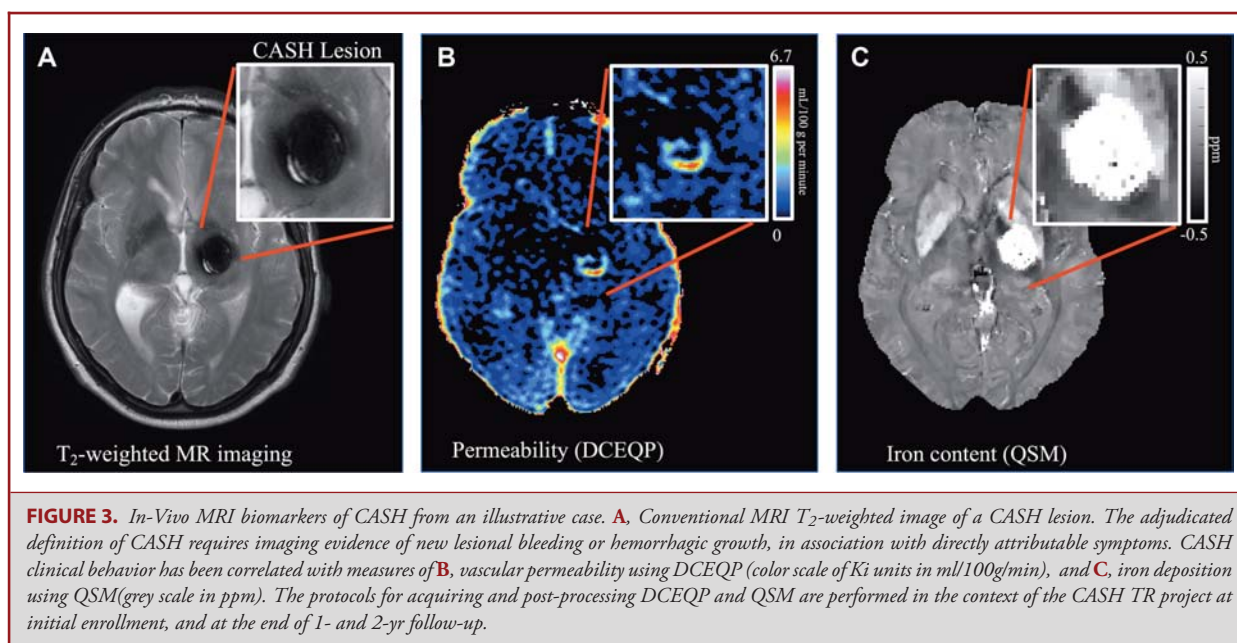 A
CASH Lesion
T2-weighted MR imaging
B
6.7
mL/100 g per minute
0
Permeability (DCEQP)
C
0.5
ppm
-0.5
Iron content (QSM)
FIGURE 3. In-Vivo MRI biomarkers of CASH from an illustrative case. A, Conventional MRI T2-weighted image of a CASH lesion. The adjudicated
definition of CASH requires imaging evidence of new lesional bleeding or hemorrhagic growth, in association with directly attributable symptoms. CASH
clinical behavior has been correlated with measures of B, vascular permeability using DCEQP (color scale of Ki units in ml/100g/min), and C, iron deposition
using QSM(grey scale in ppm). The protocols for acquiring and post-processing DCEQP and QSM are performed in the context of the CASH TR project at
initial enrollment, and at the end of 1- and 2-yr follow-up.